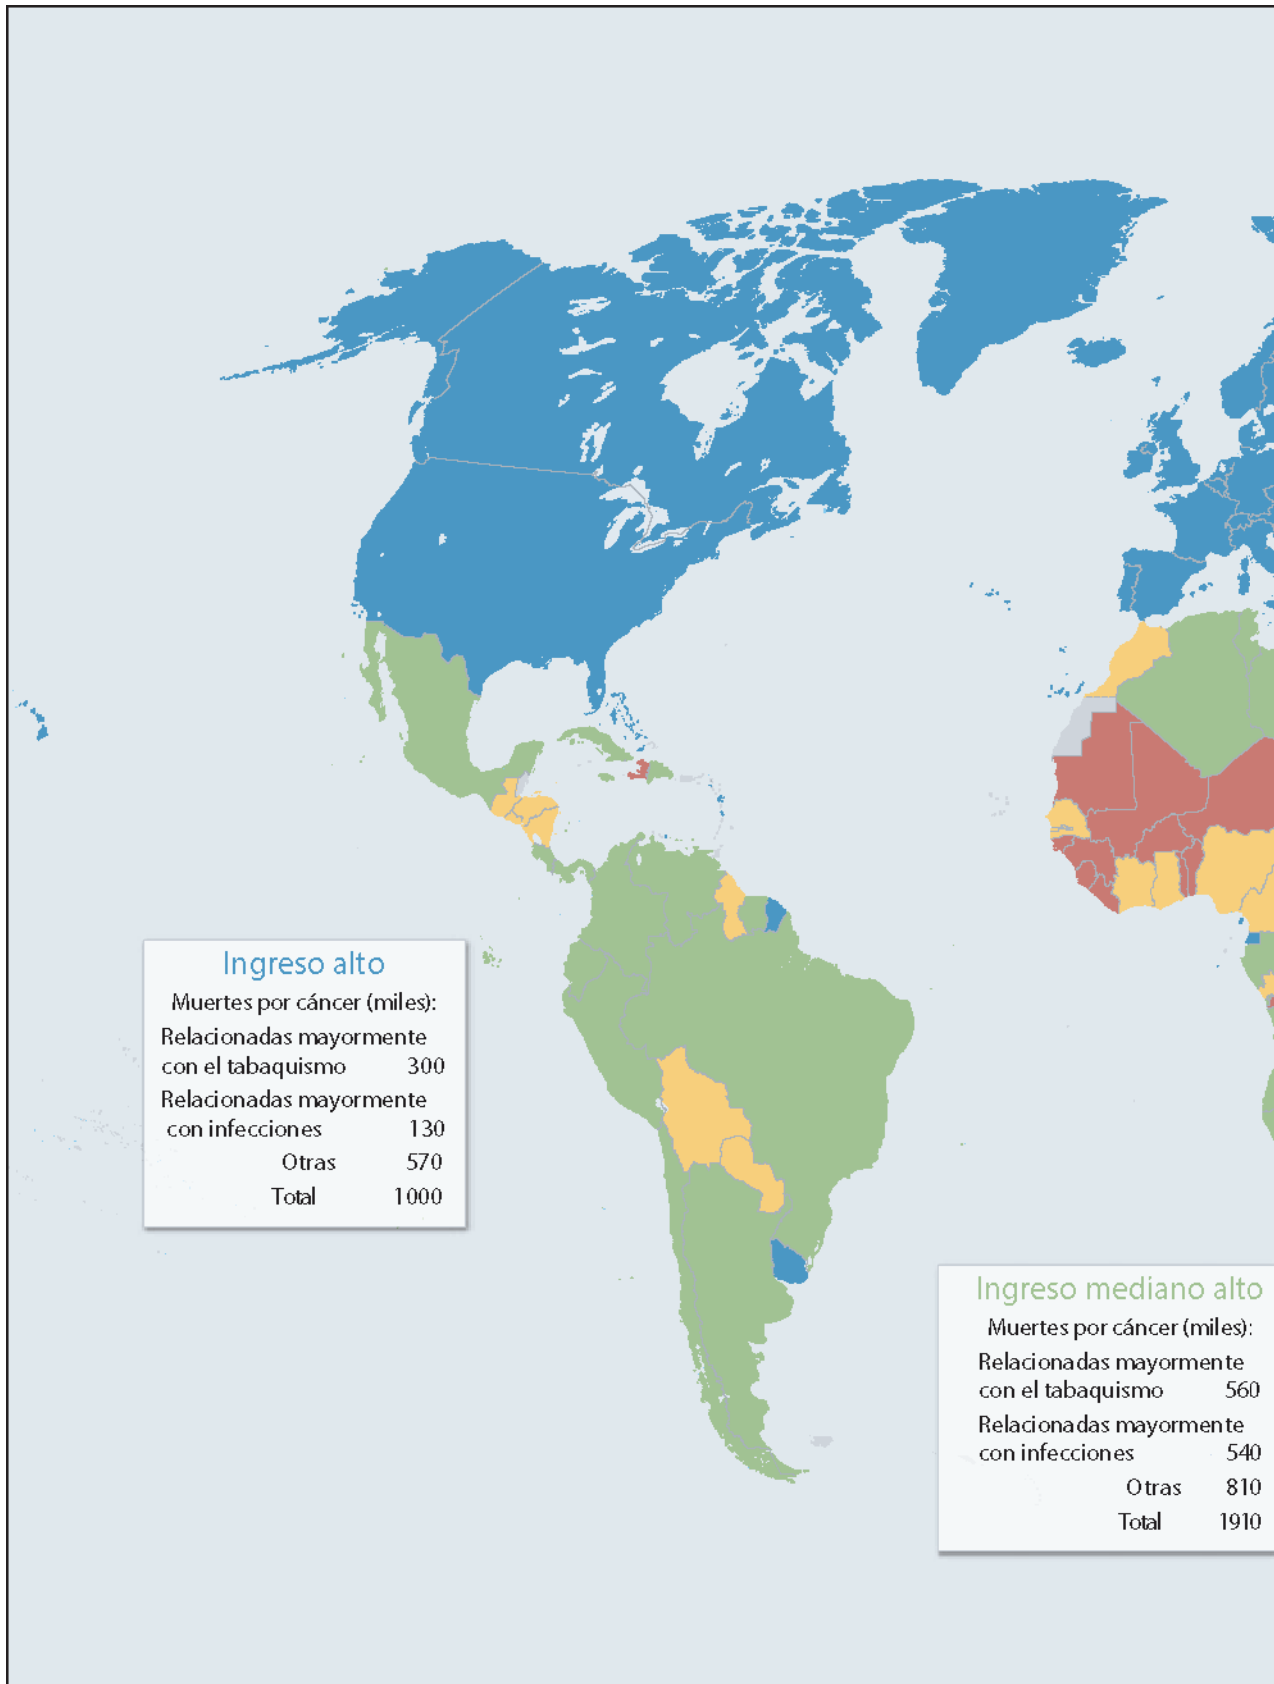 Ingreso alto
Muertes por cáncer (miles):
Relacionadas mayormente
con el tabaquismo 300
Relacionadas mayormente
con infecciones 130
Otras 570
Total 1000
Ingreso mediano alto
Muertes por cáncer (miles):
Relacionadas mayormente
con el tabaquismo 560
Relacionadas mayormente
con infecciones 540
Otras 810
Total 1910